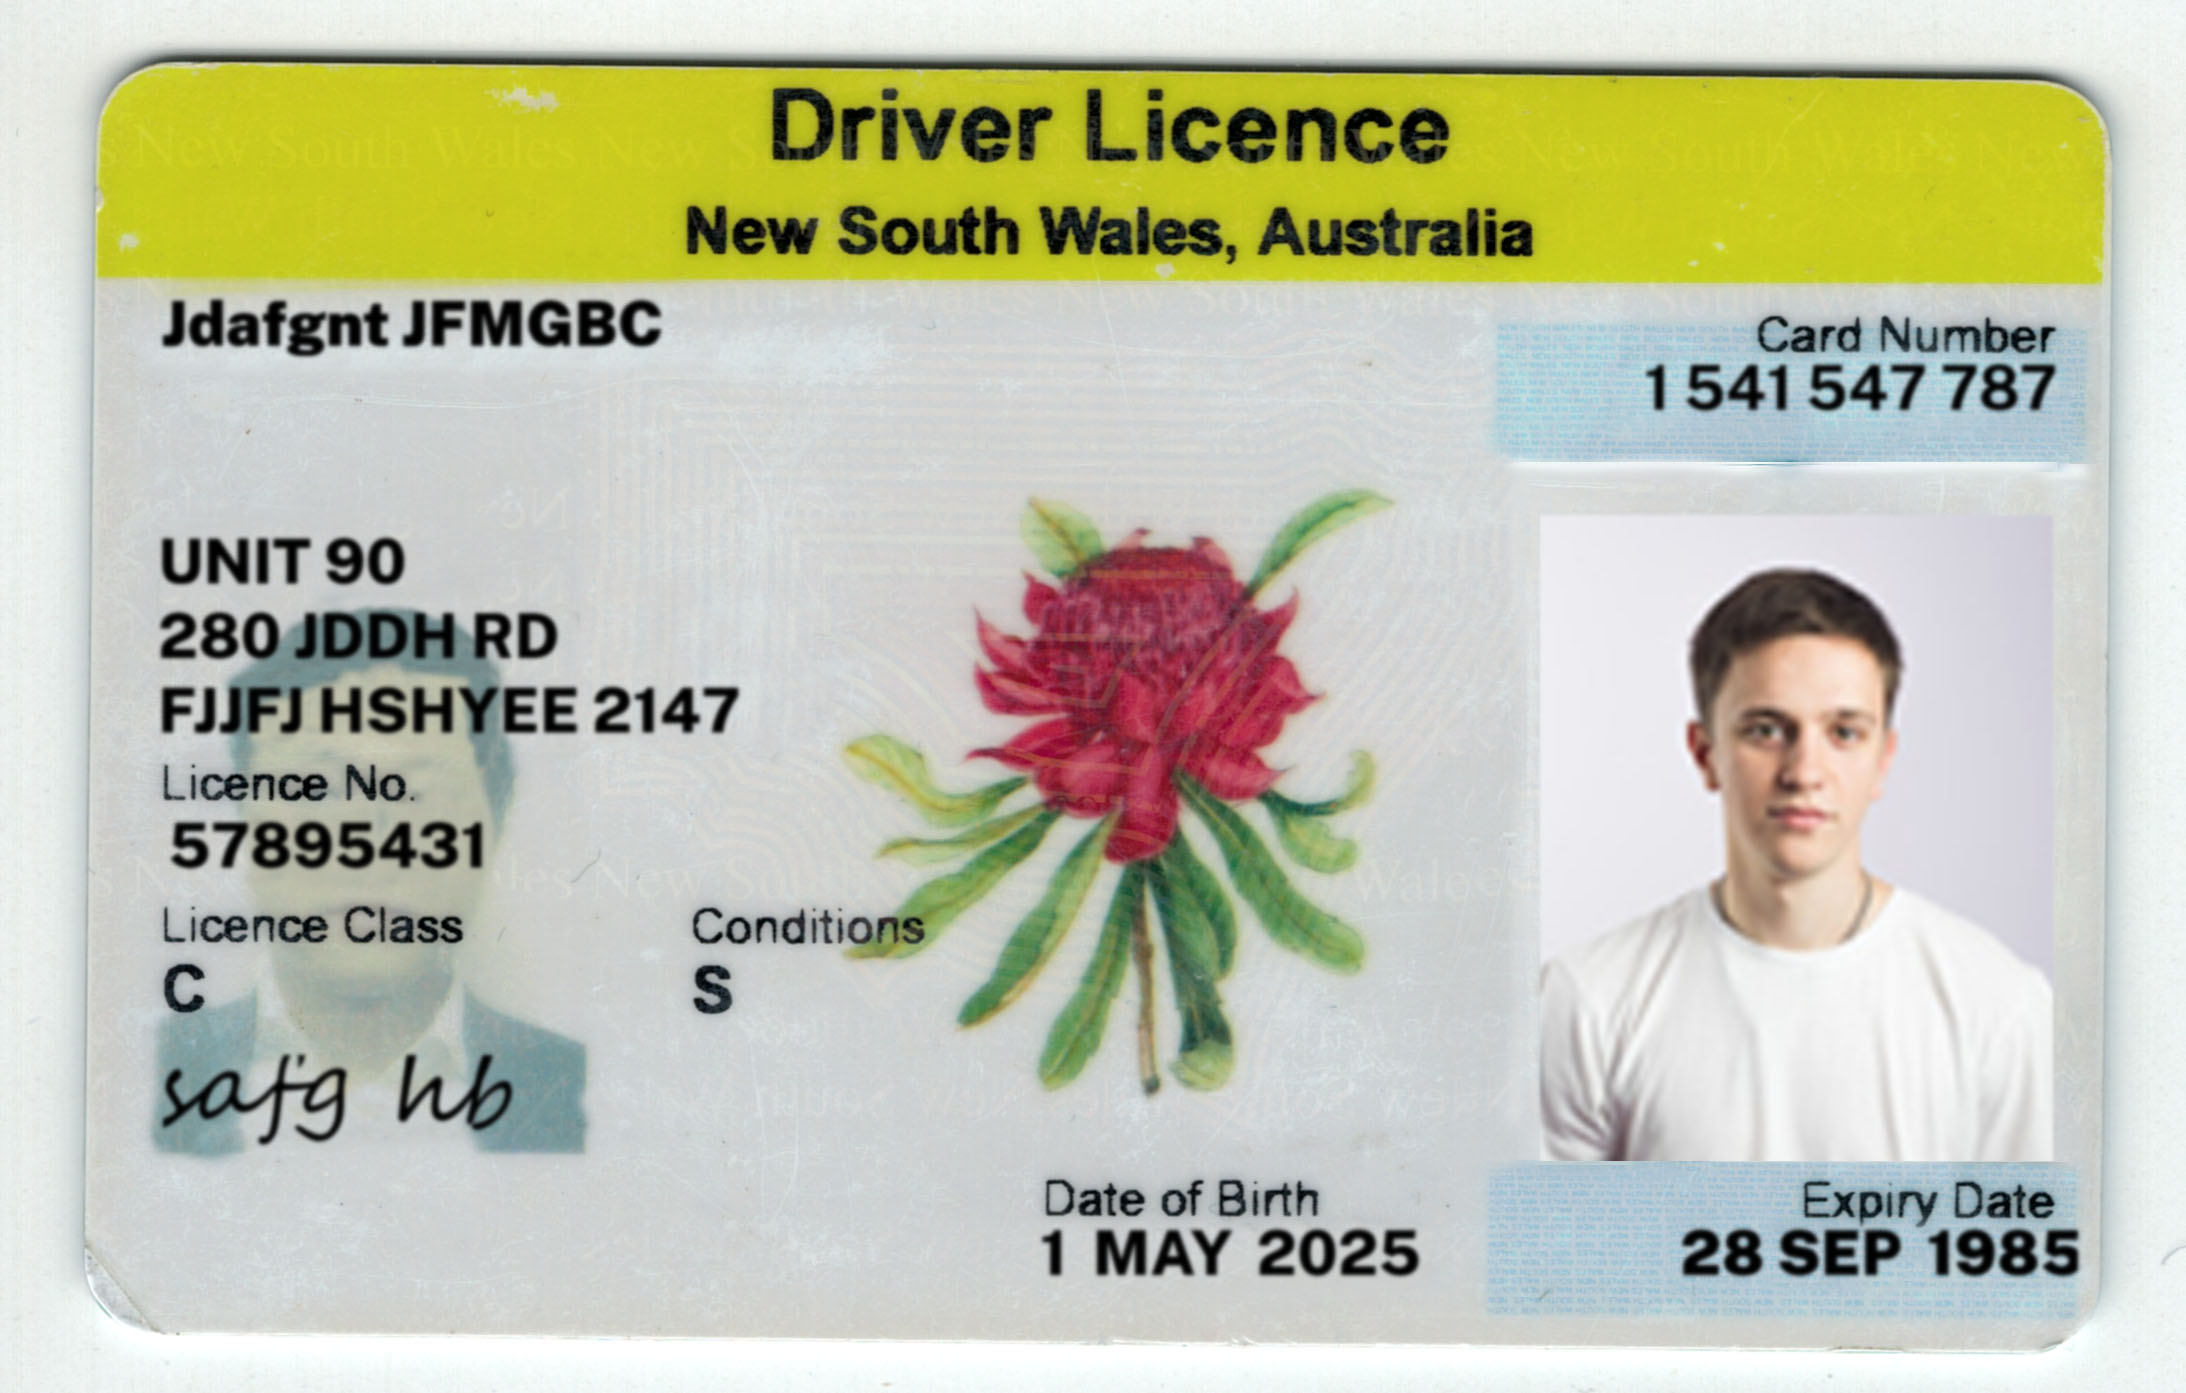 Driver Licence
New South Wales, Australia
Jdafgnt JFMGBC
Card Number
1 541 547 787
UNIT 90
280 JDDH RD
FJJFJ HSHYEE 2147
Licence No.
57895431
Licence Class
Conditions
C
S
safg hb
Date of Birth
1 MAY 2025
Expiry Date
28 SEP 1985